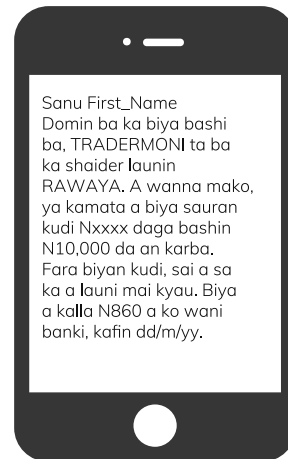 Sanu First_Name
Domin ba ka biya bashi
ba, TRADERMONI ta ba
ka shaider launin
RAWAYA. A wanna mako,
ya kamata a biya sauran
kudi Nxxxx daga bashin
N10,000 da an karba.
Fara biyan kudi, sai a sa
ka a launi mai kyau. Biya
a kalla N860 a ko wani
banki, kafin dd/m/yy.